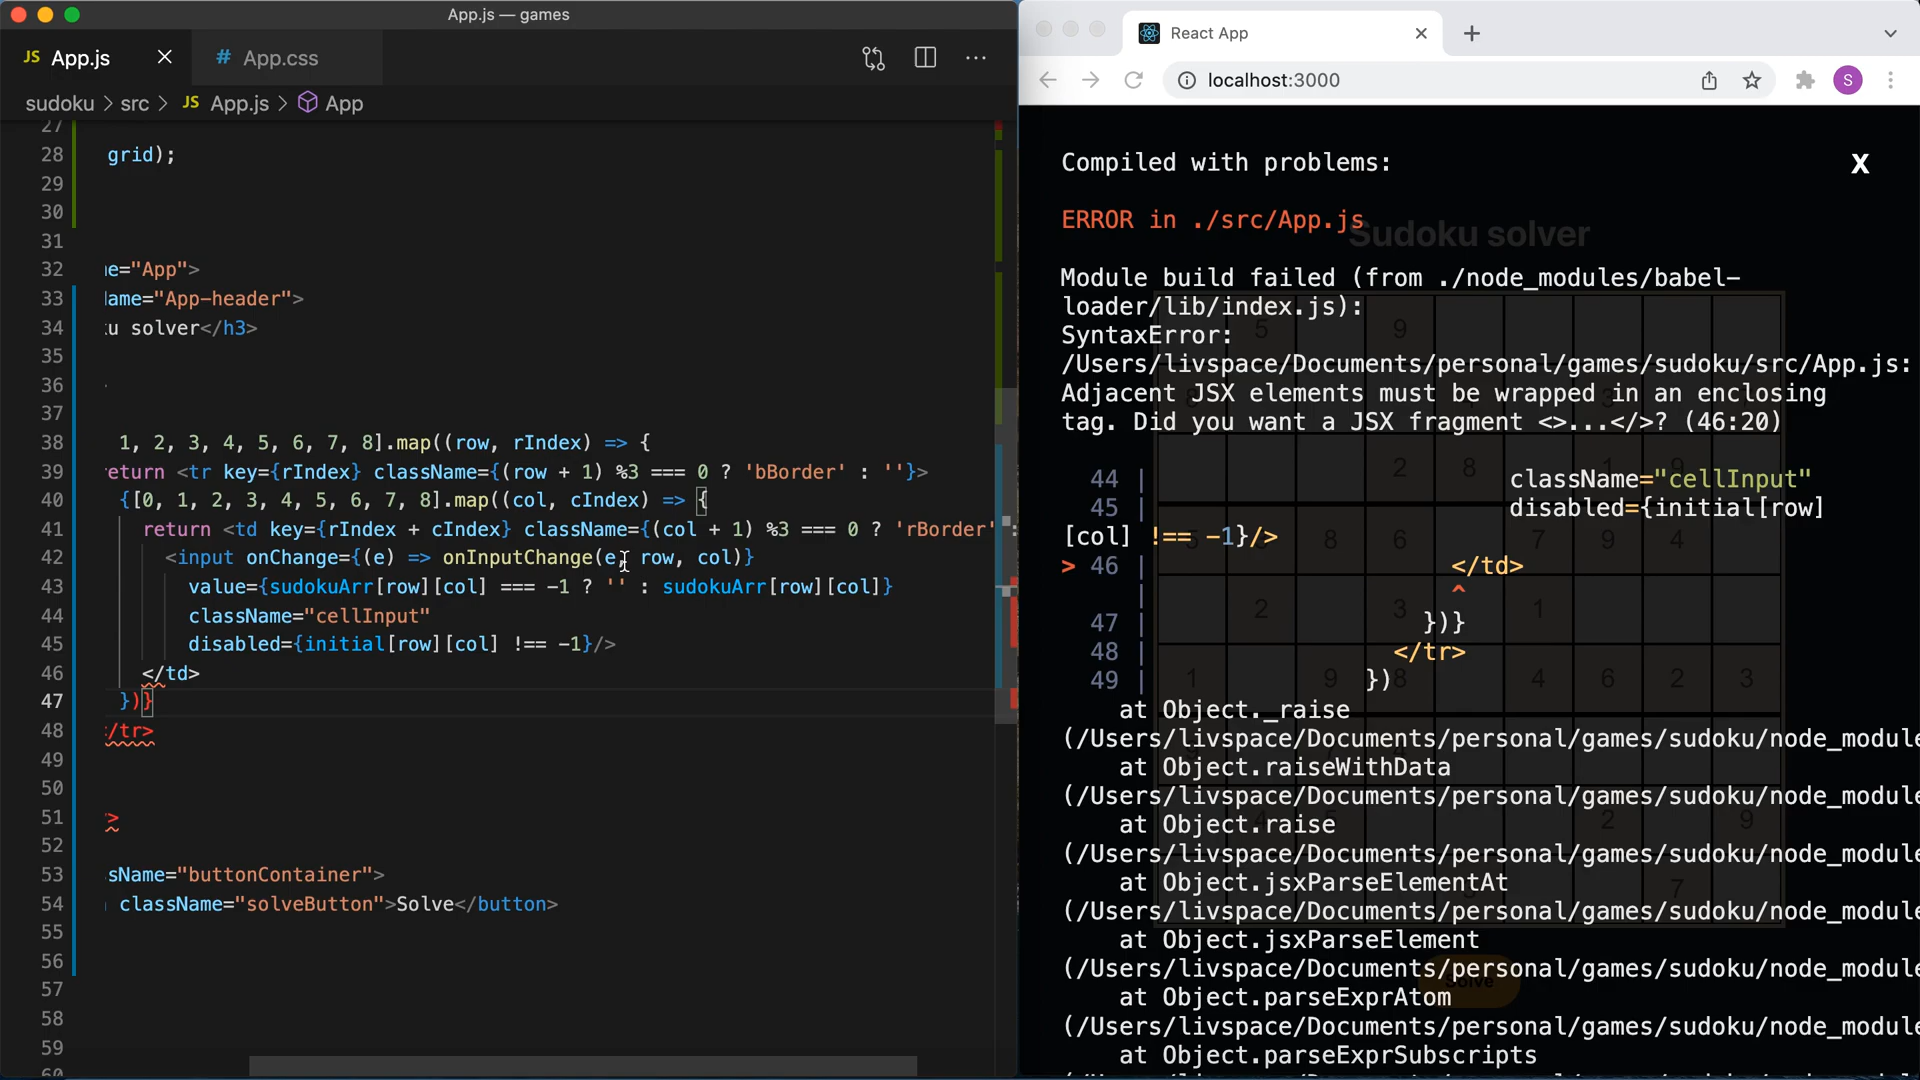 App.js — games
JS App.js
# App.css
sudoku > src > JS App.js > App
27
28 grid);
29
30
31
32 e="App">
33 ame="App-header">
34 u solver</h3>
35
36
37
38 1, 2, 3, 4, 5, 6, 7, 8].map((row, rIndex) => {
39 eturn <tr key={rIndex} className={(row + 1) %3 === 0 ? 'bBorder' : ''}>
40 {[0, 1, 2, 3, 4, 5, 6, 7, 8].map((col, cIndex) => {
41 return <td key={rIndex + cIndex} className={(col + 1) %3 === 0 ? 'rBorder' :
42 <input onChange={(e) => onInputChange(e, row, col)}
43 value={sudokuArr[row][col] === -1 ? '' : sudokuArr[row][col]}
44 className="cellInput"
45 disabled={initial[row][col] !== -1}/>
46 </td>
47 })}
48 /tr>
49
50
51 >
52
53 sName="buttonContainer">
54 className="solveButton">Solve</button>
55
56
57
58
59
60
React App
localhost:3000
S
Compiled with problems:
X
ERROR in ./src/App.js
Sudoku solver
Module build failed (from ./node_modules/babel-
loader/lib/index.js):
SyntaxError:
/Users/livspace/Documents/personal/games/sudoku/src/App.js:
Adjacent JSX elements must be wrapped in an enclosing
tag. Did you want a JSX fragment <>...</>? (46:20)
44 | className="cellInput"
45 | disabled={initial[row]
[col] !== -1}/>
> 46 | </td>
| ^
47 | })}
48 | </tr>
49 | })
at Object._raise
(/Users/livspace/Documents/personal/games/sudoku/node_module
at Object.raiseWithData
(/Users/livspace/Documents/personal/games/sudoku/node_module
at Object.raise
(/Users/livspace/Documents/personal/games/sudoku/node_module
at Object.jsxParseElementAt
(/Users/livspace/Documents/personal/games/sudoku/node_module
at Object.jsxParseElement
(/Users/livspace/Documents/personal/games/sudoku/node_module
at Object.parseExprAtom
Solve
(/Users/livspace/Documents/personal/games/sudoku/node_module
at Object.parseExprSubscripts